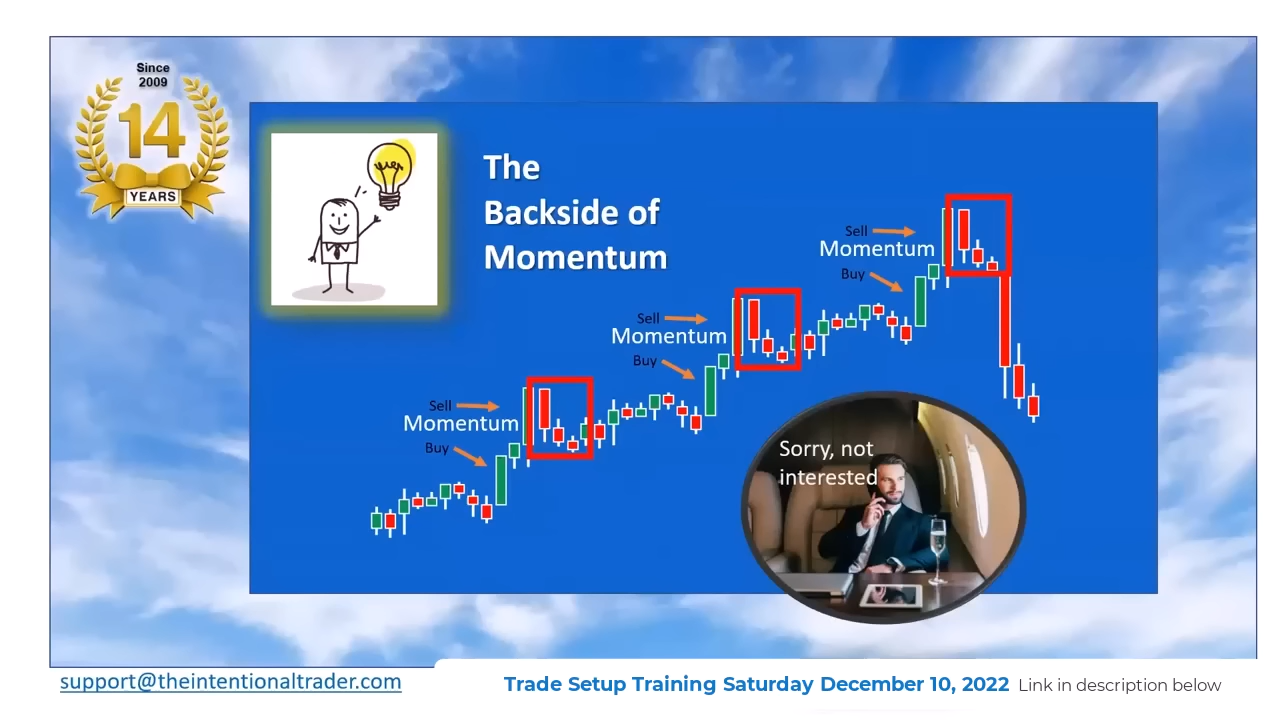 Since
2009
14
YEARS
The
Backside of
Momentum
Sell
Momentum
Buy
Sell
Momentum
Buy
Sell
Momentum
Buy
Sorry, not
interested
support@theintentionaltrader.com
Trade Setup Training Saturday December 10, 2022 Link in description below